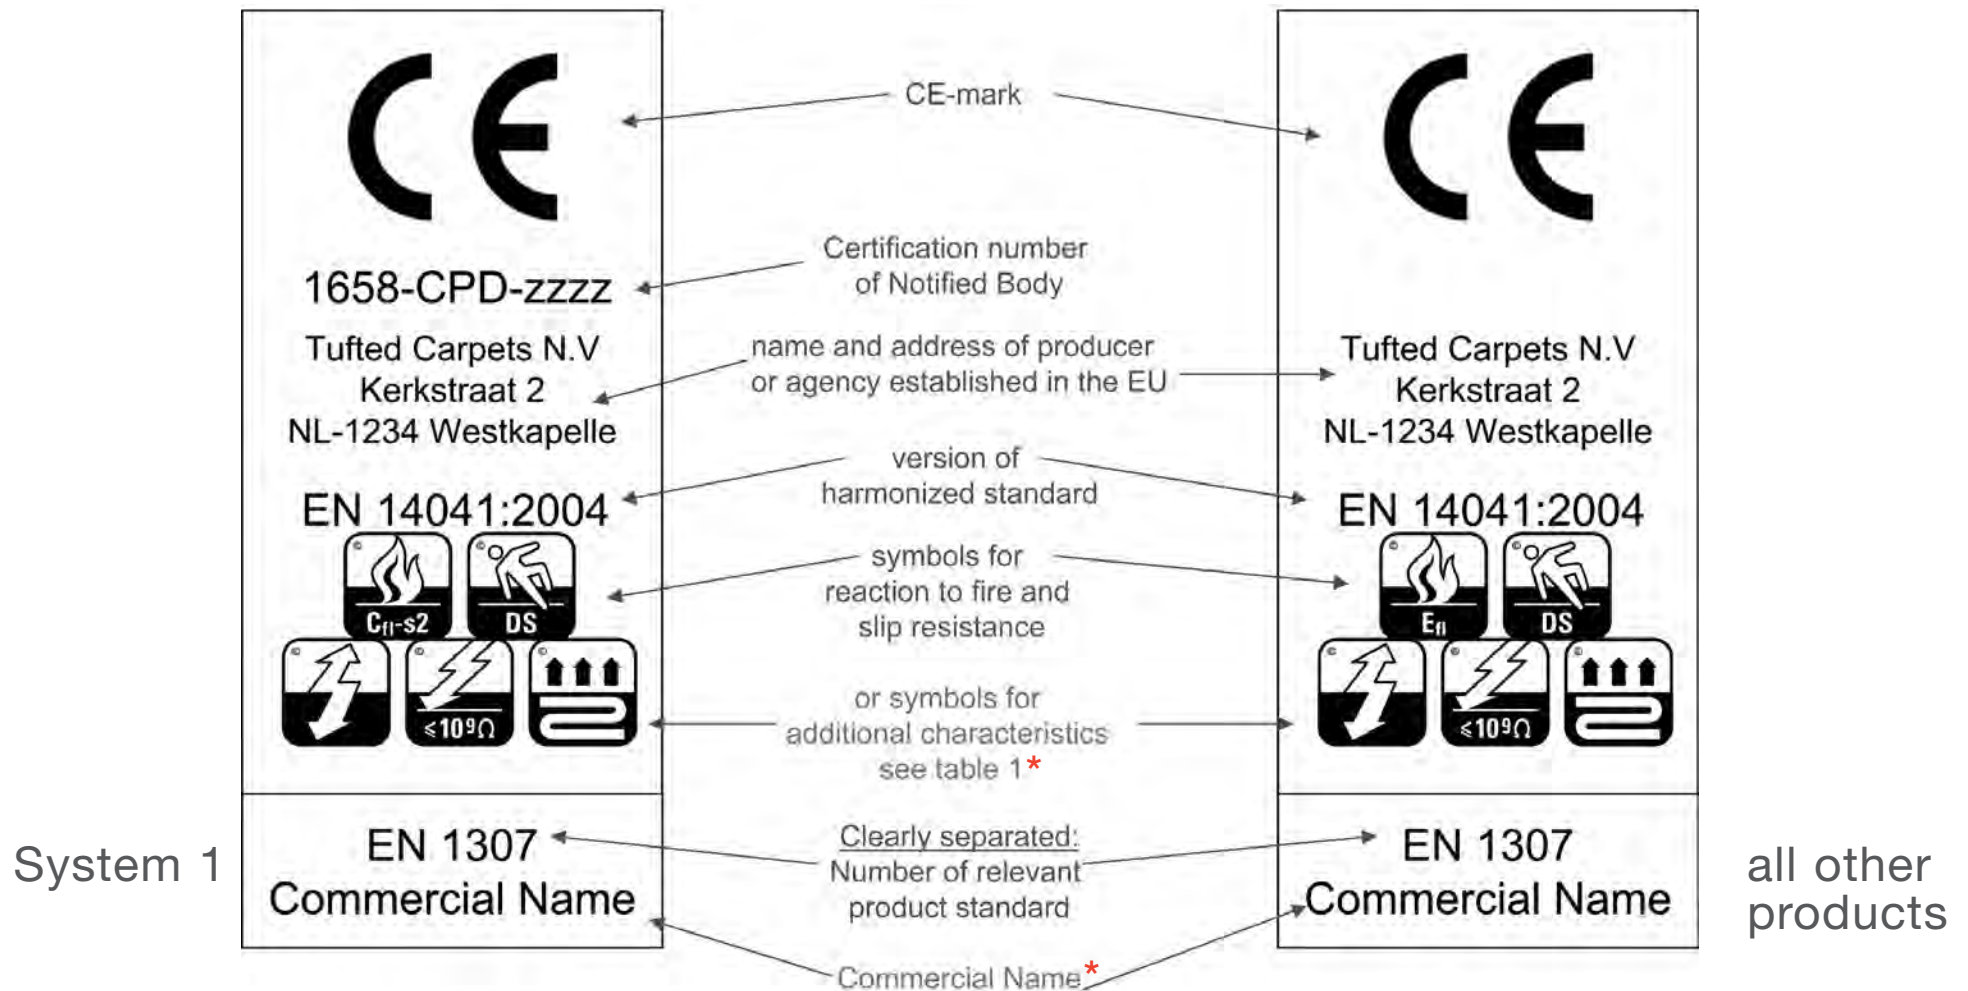 CE
1658-CPD-zzzz
Tufted Carpets N.V
Kerkstraat 2
NL-1234 Westkapelle
EN 14041:2004
©
Cfl-s2
©
DS
©
©
≤10⁹Ω
©
EN 1307
Commercial Name
System 1
CE-mark
Certification number
of Notified Body
name and address of producer
or agency established in the EU
version of
harmonized standard
symbols for
reaction to fire and
slip resistance
or symbols for
additional characteristics
see table 1*
Clearly separated:
Number of relevant
product standard
Commercial Name*
CE
Tufted Carpets N.V
Kerkstraat 2
NL-1234 Westkapelle
EN 14041:2004
©
Efl
©
DS
©
©
≤10⁹Ω
©
EN 1307
Commercial Name
all other
products